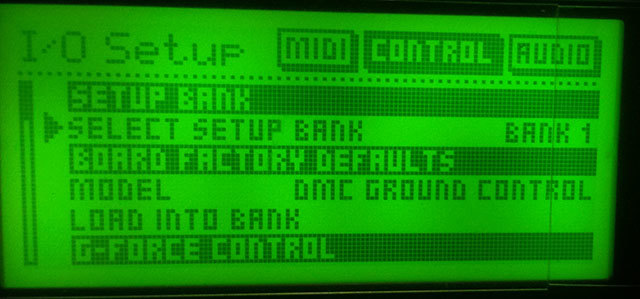 I/O Setup MIDI CONTROL AUDIO
SETUP BANK
SELECT SETUP BANK BANK 1
BOARD FACTORY DEFAULTS
MODEL DMC GROUND CONTROL
LOAD INTO BANK
G-FORCE CONTROL